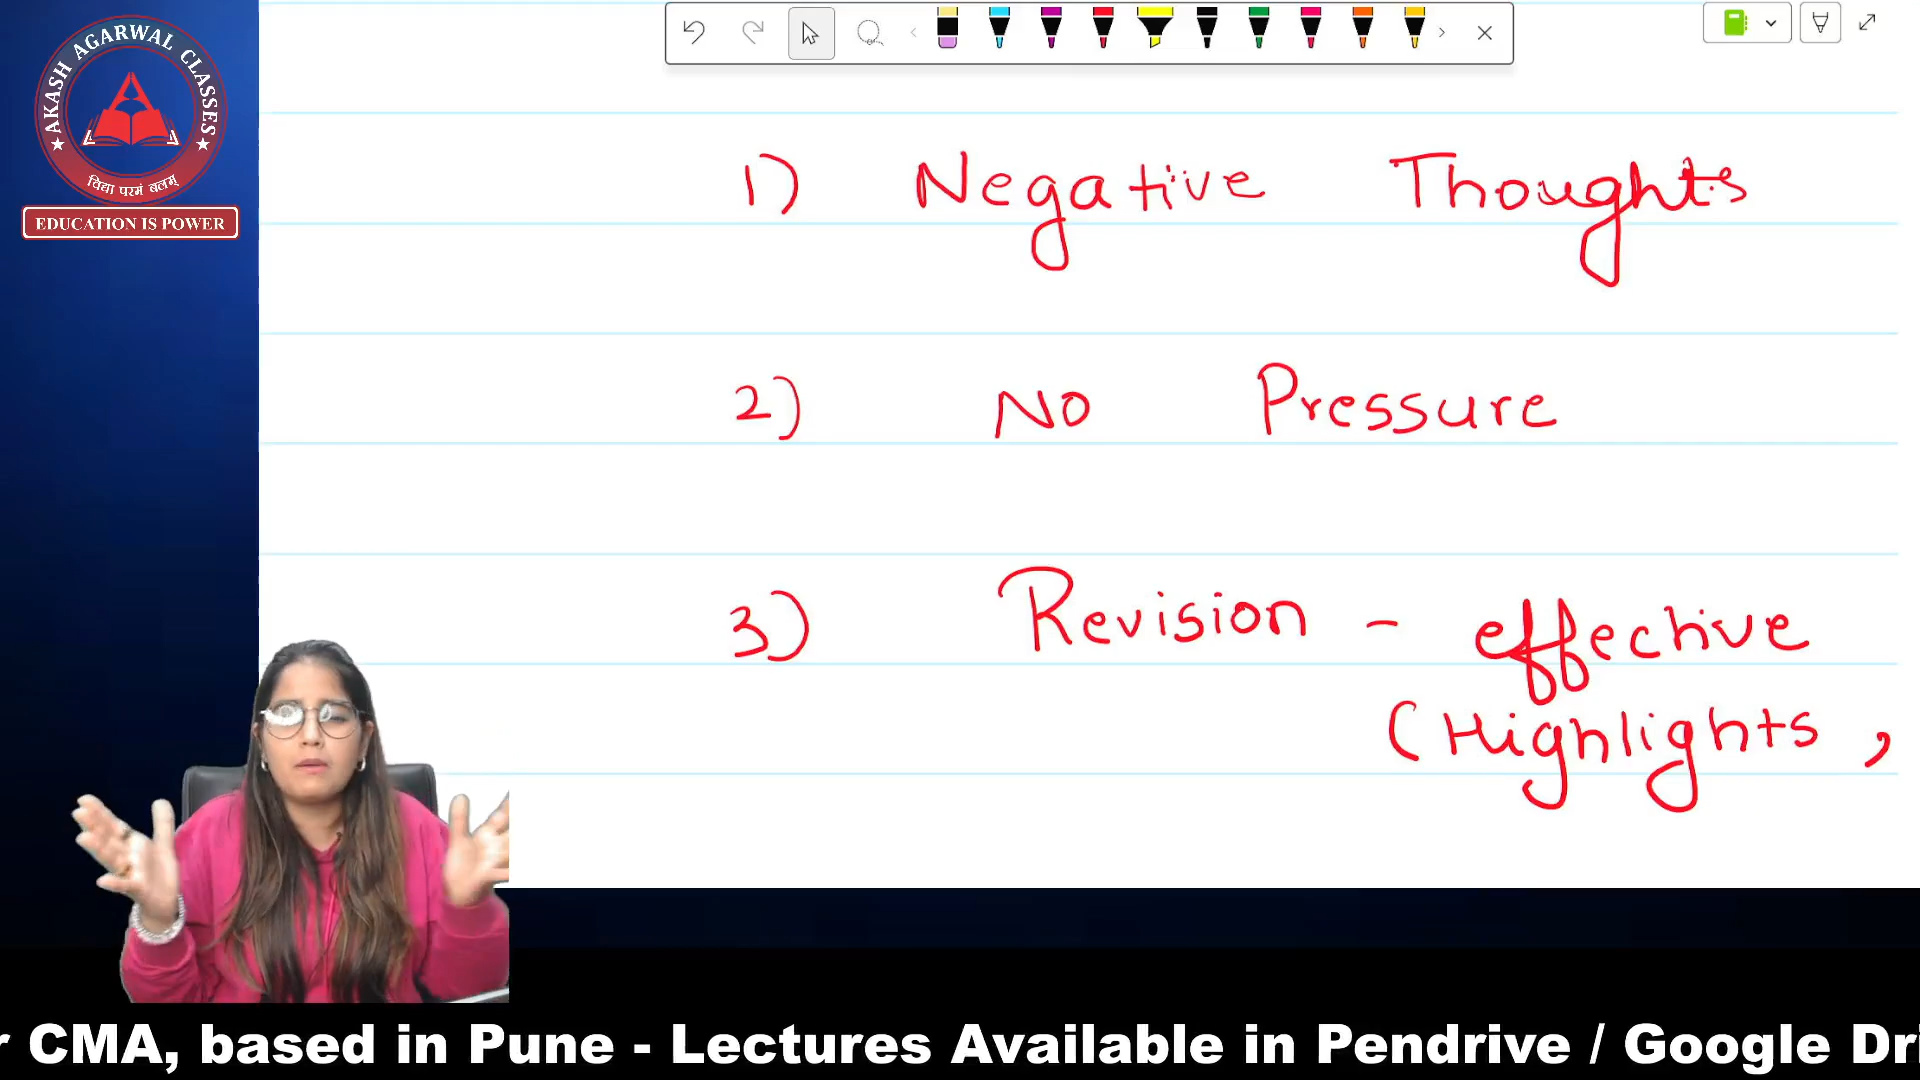 AKASH AGARWAL CLASSES
विद्या परमं बलम्
EDUCATION IS POWER
1) Negative Thoughts
2) NO Pressure
3) Revision - effective
(Highlights ,
r CMA, based in Pune - Lectures Available in Pendrive / Google Dri